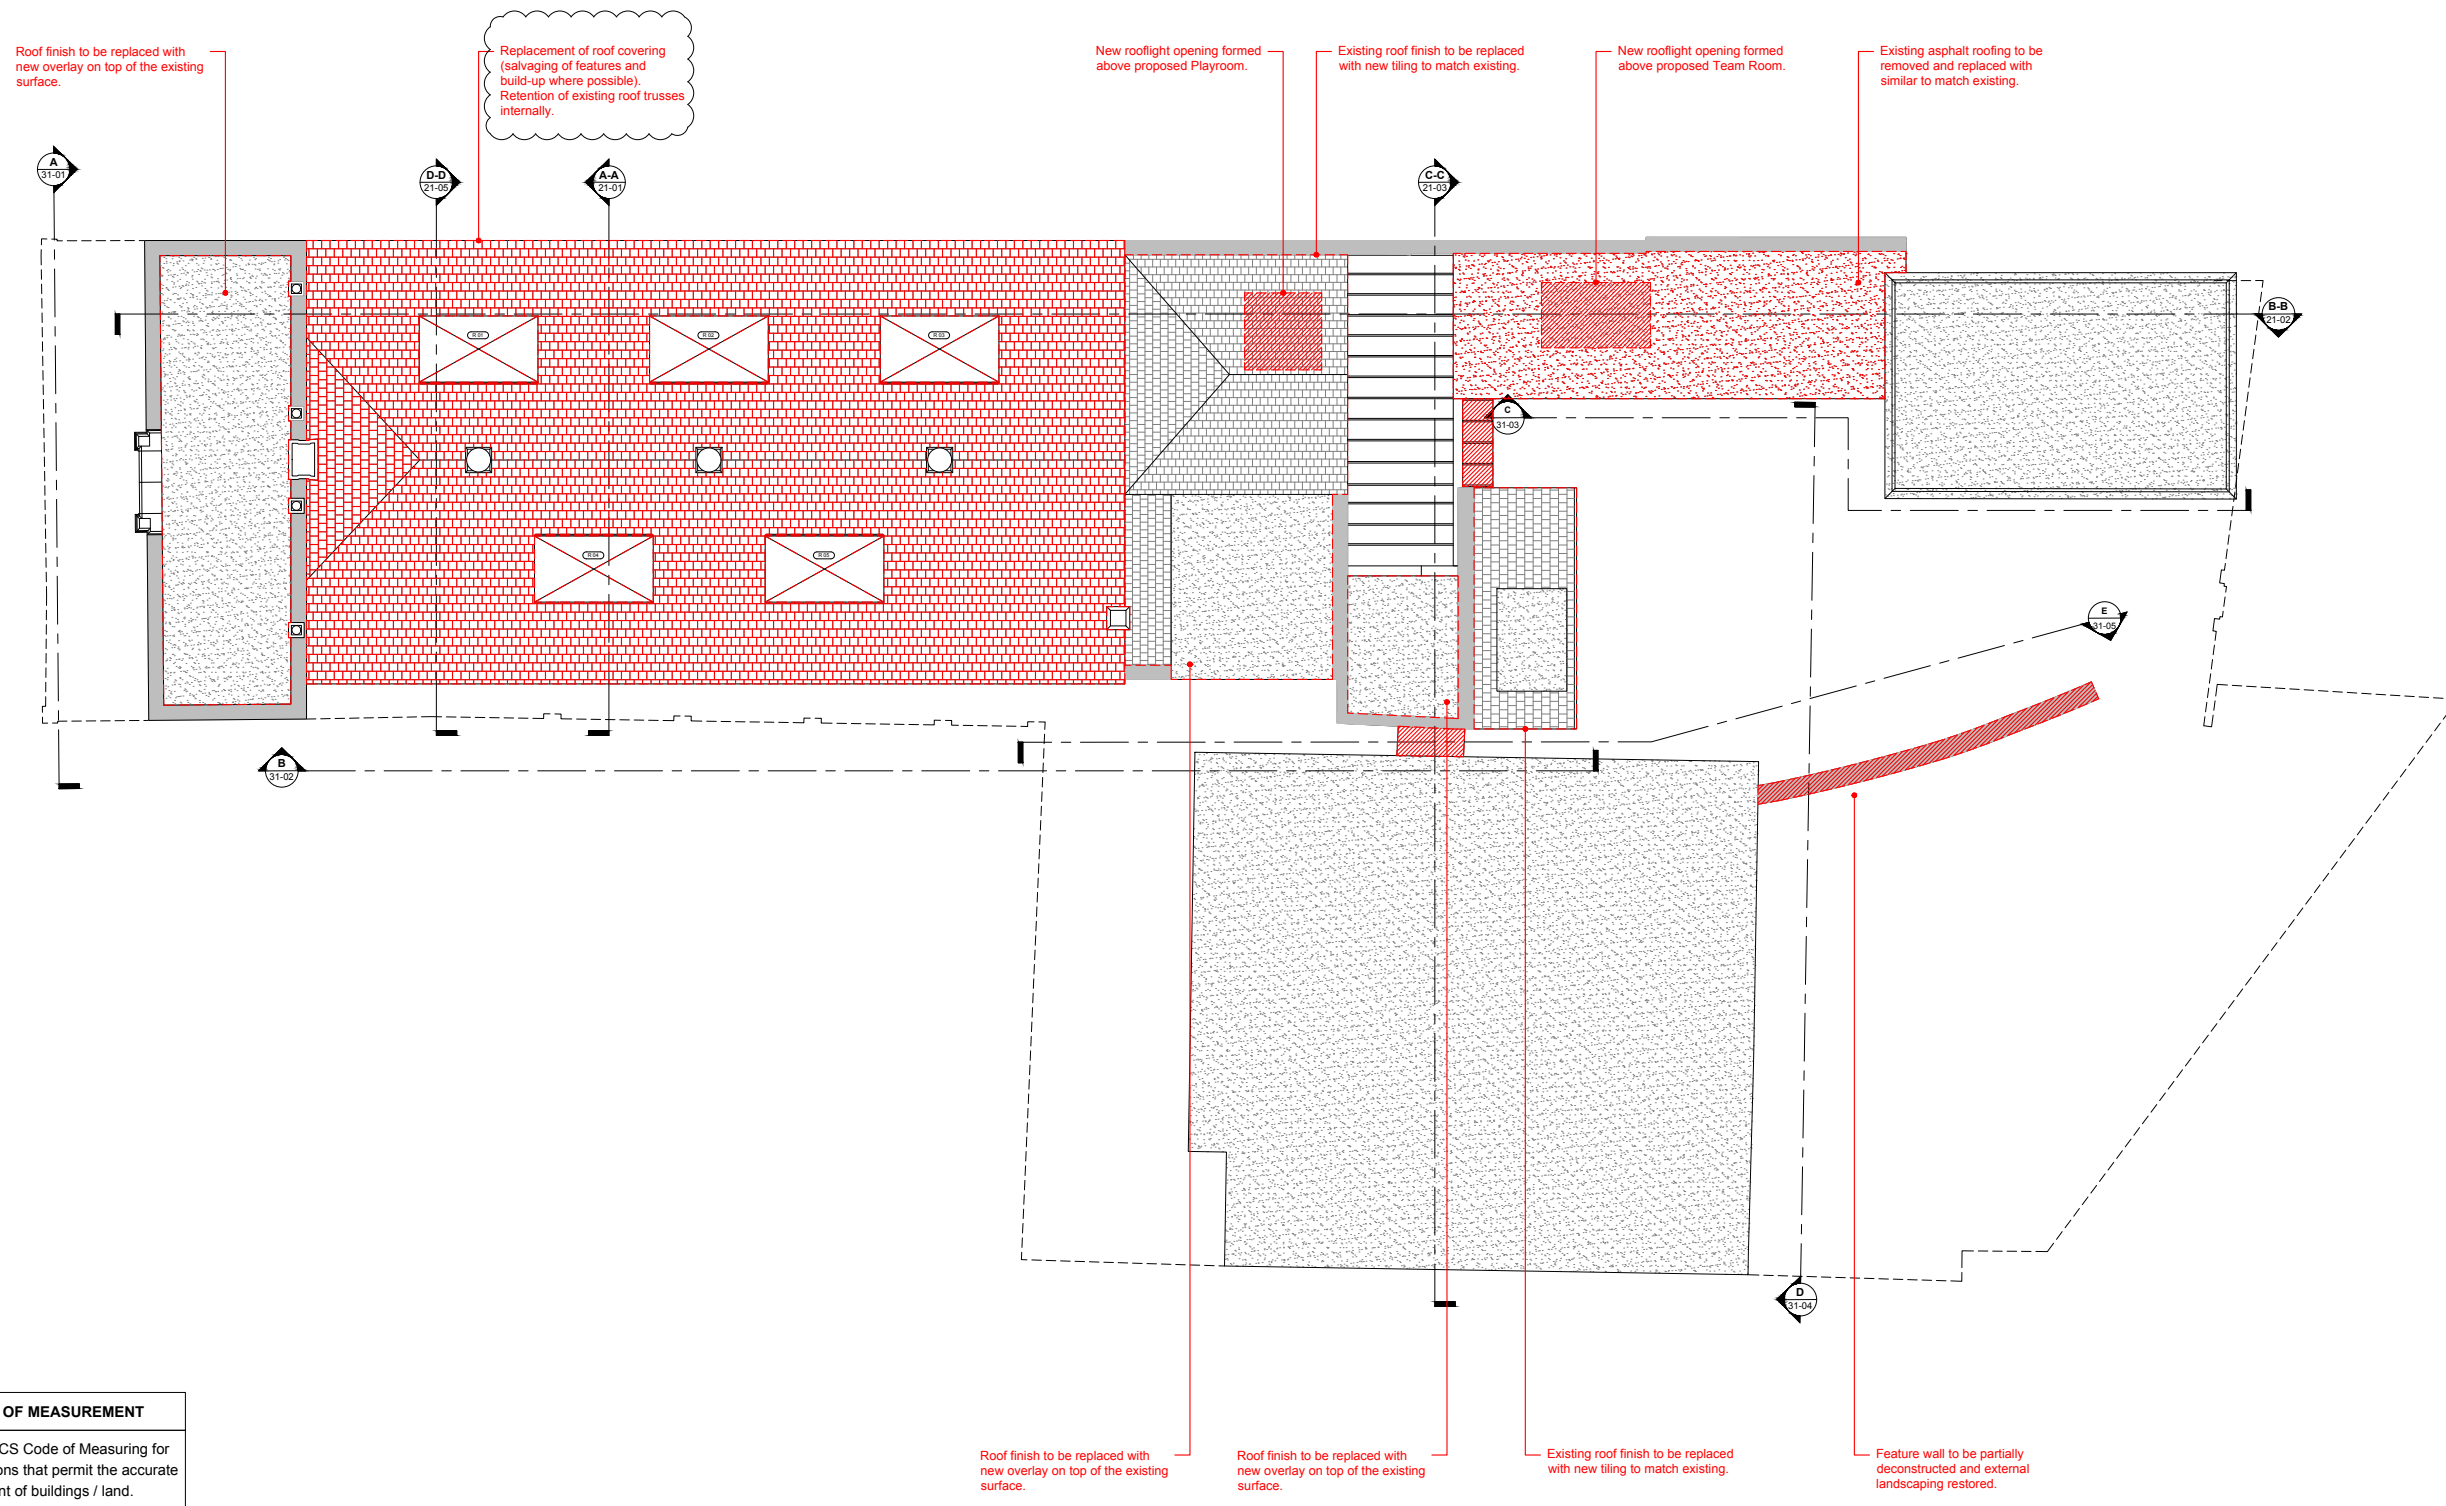 Roof finish to be replaced with
new overlay on top of the existing
surface.
Replacement of roof covering
(salvaging of features and
build-up where possible).
Retention of existing roof trusses
internally.
New rooflight opening formed
above proposed Playroom.
Existing roof finish to be replaced
with new tiling to match existing.
New rooflight opening formed
above proposed Team Room.
Existing asphalt roofing to be
removed and replaced with
similar to match existing.
A
31-01
D-D
21-05
A-A
21-01
C-C
21-03
B-B
21-02
R 01
R 02
R 03
C
31-03
R 04
R 05
E
31-05
B
31-02
D
31-04
OF MEASUREMENT
CS Code of Measuring for
ons that permit the accurate
nt of buildings / land.
Roof finish to be replaced with
new overlay on top of the existing
surface.
Roof finish to be replaced with
new overlay on top of the existing
surface.
Existing roof finish to be replaced
with new tiling to match existing.
Feature wall to be partially
deconstructed and external
landscaping restored.